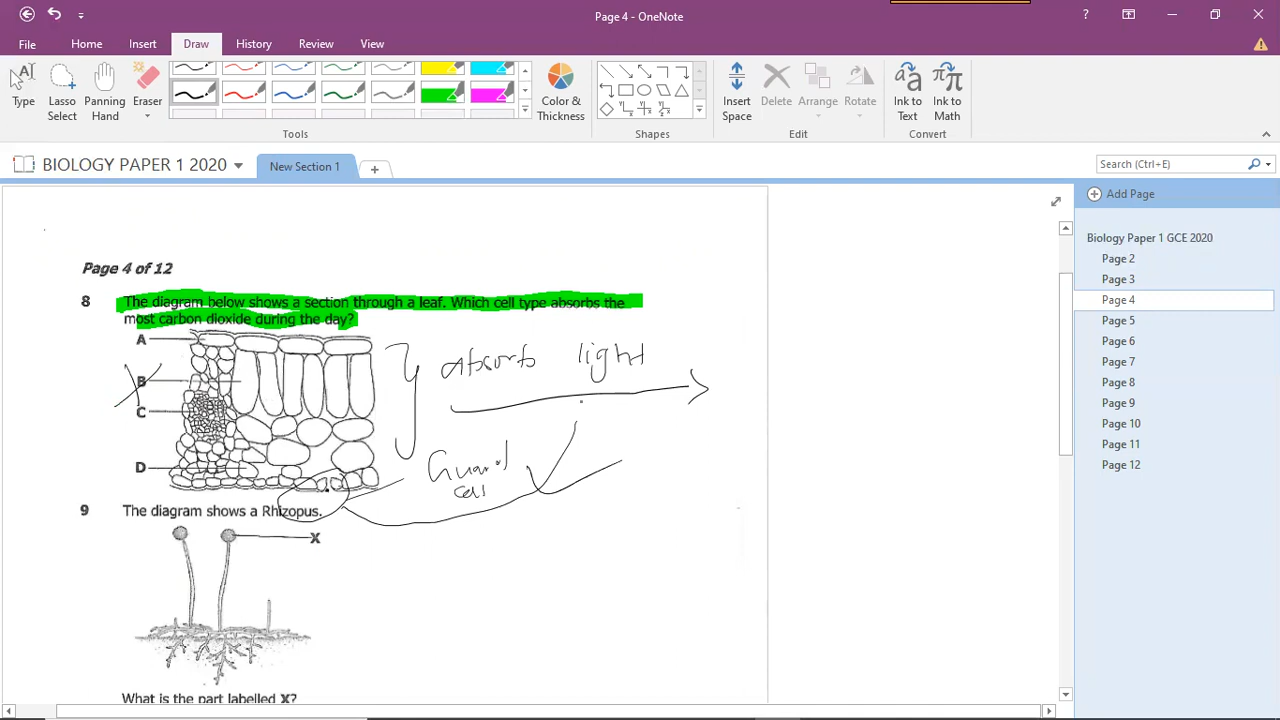 Page 4 - OneNote
?
File
Home
Insert
Draw
History
Review
View
Type
Lasso Select
Panning Hand
Eraser
Color & Thickness
Insert Space
Delete
Arrange
Rotate
Ink to Text
Ink to Math
Tools
Shapes
Edit
Convert
BIOLOGY PAPER 1 2020
New Section 1
+
Search (Ctrl+E)
Add Page
Biology Paper 1 GCE 2020
Page 2
Page 3
Page 4
Page 5
Page 6
Page 7
Page 8
Page 9
Page 10
Page 11
Page 12
Page 4 of 12
8 The diagram below shows a section through a leaf. Which cell type absorbs the
most carbon dioxide during the day?
A
B
C
D
absorbs light
Guard
cell
9 The diagram shows a Rhizopus.
X
What is the part labelled X?